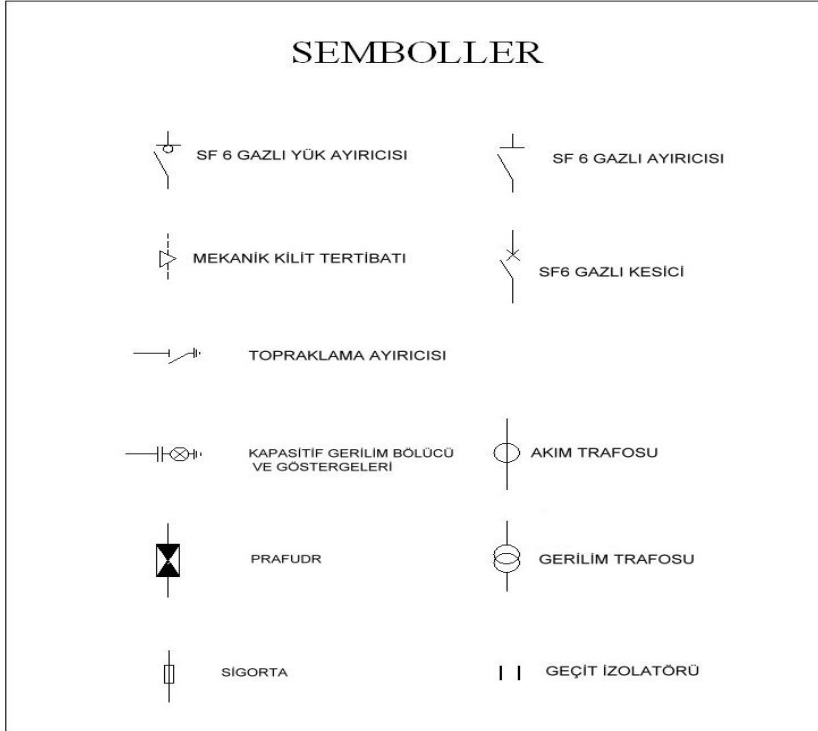 SEMBOLLER
SF 6 GAZLI YÜK AYIRICISI
SF 6 GAZLI AYIRICISI
MEKANİK KİLİT TERTİBATI
SF6 GAZLI KESİCİ
TOPRAKLAMA AYIRICISI
KAPASİTİF GERİLİM BÖLÜCÜ
VE GÖSTERGELERİ
AKIM TRAFOSU
PRAFUDR
GERİLİM TRAFOSU
SİGORTA
GEÇİT İZOLATÖRÜ